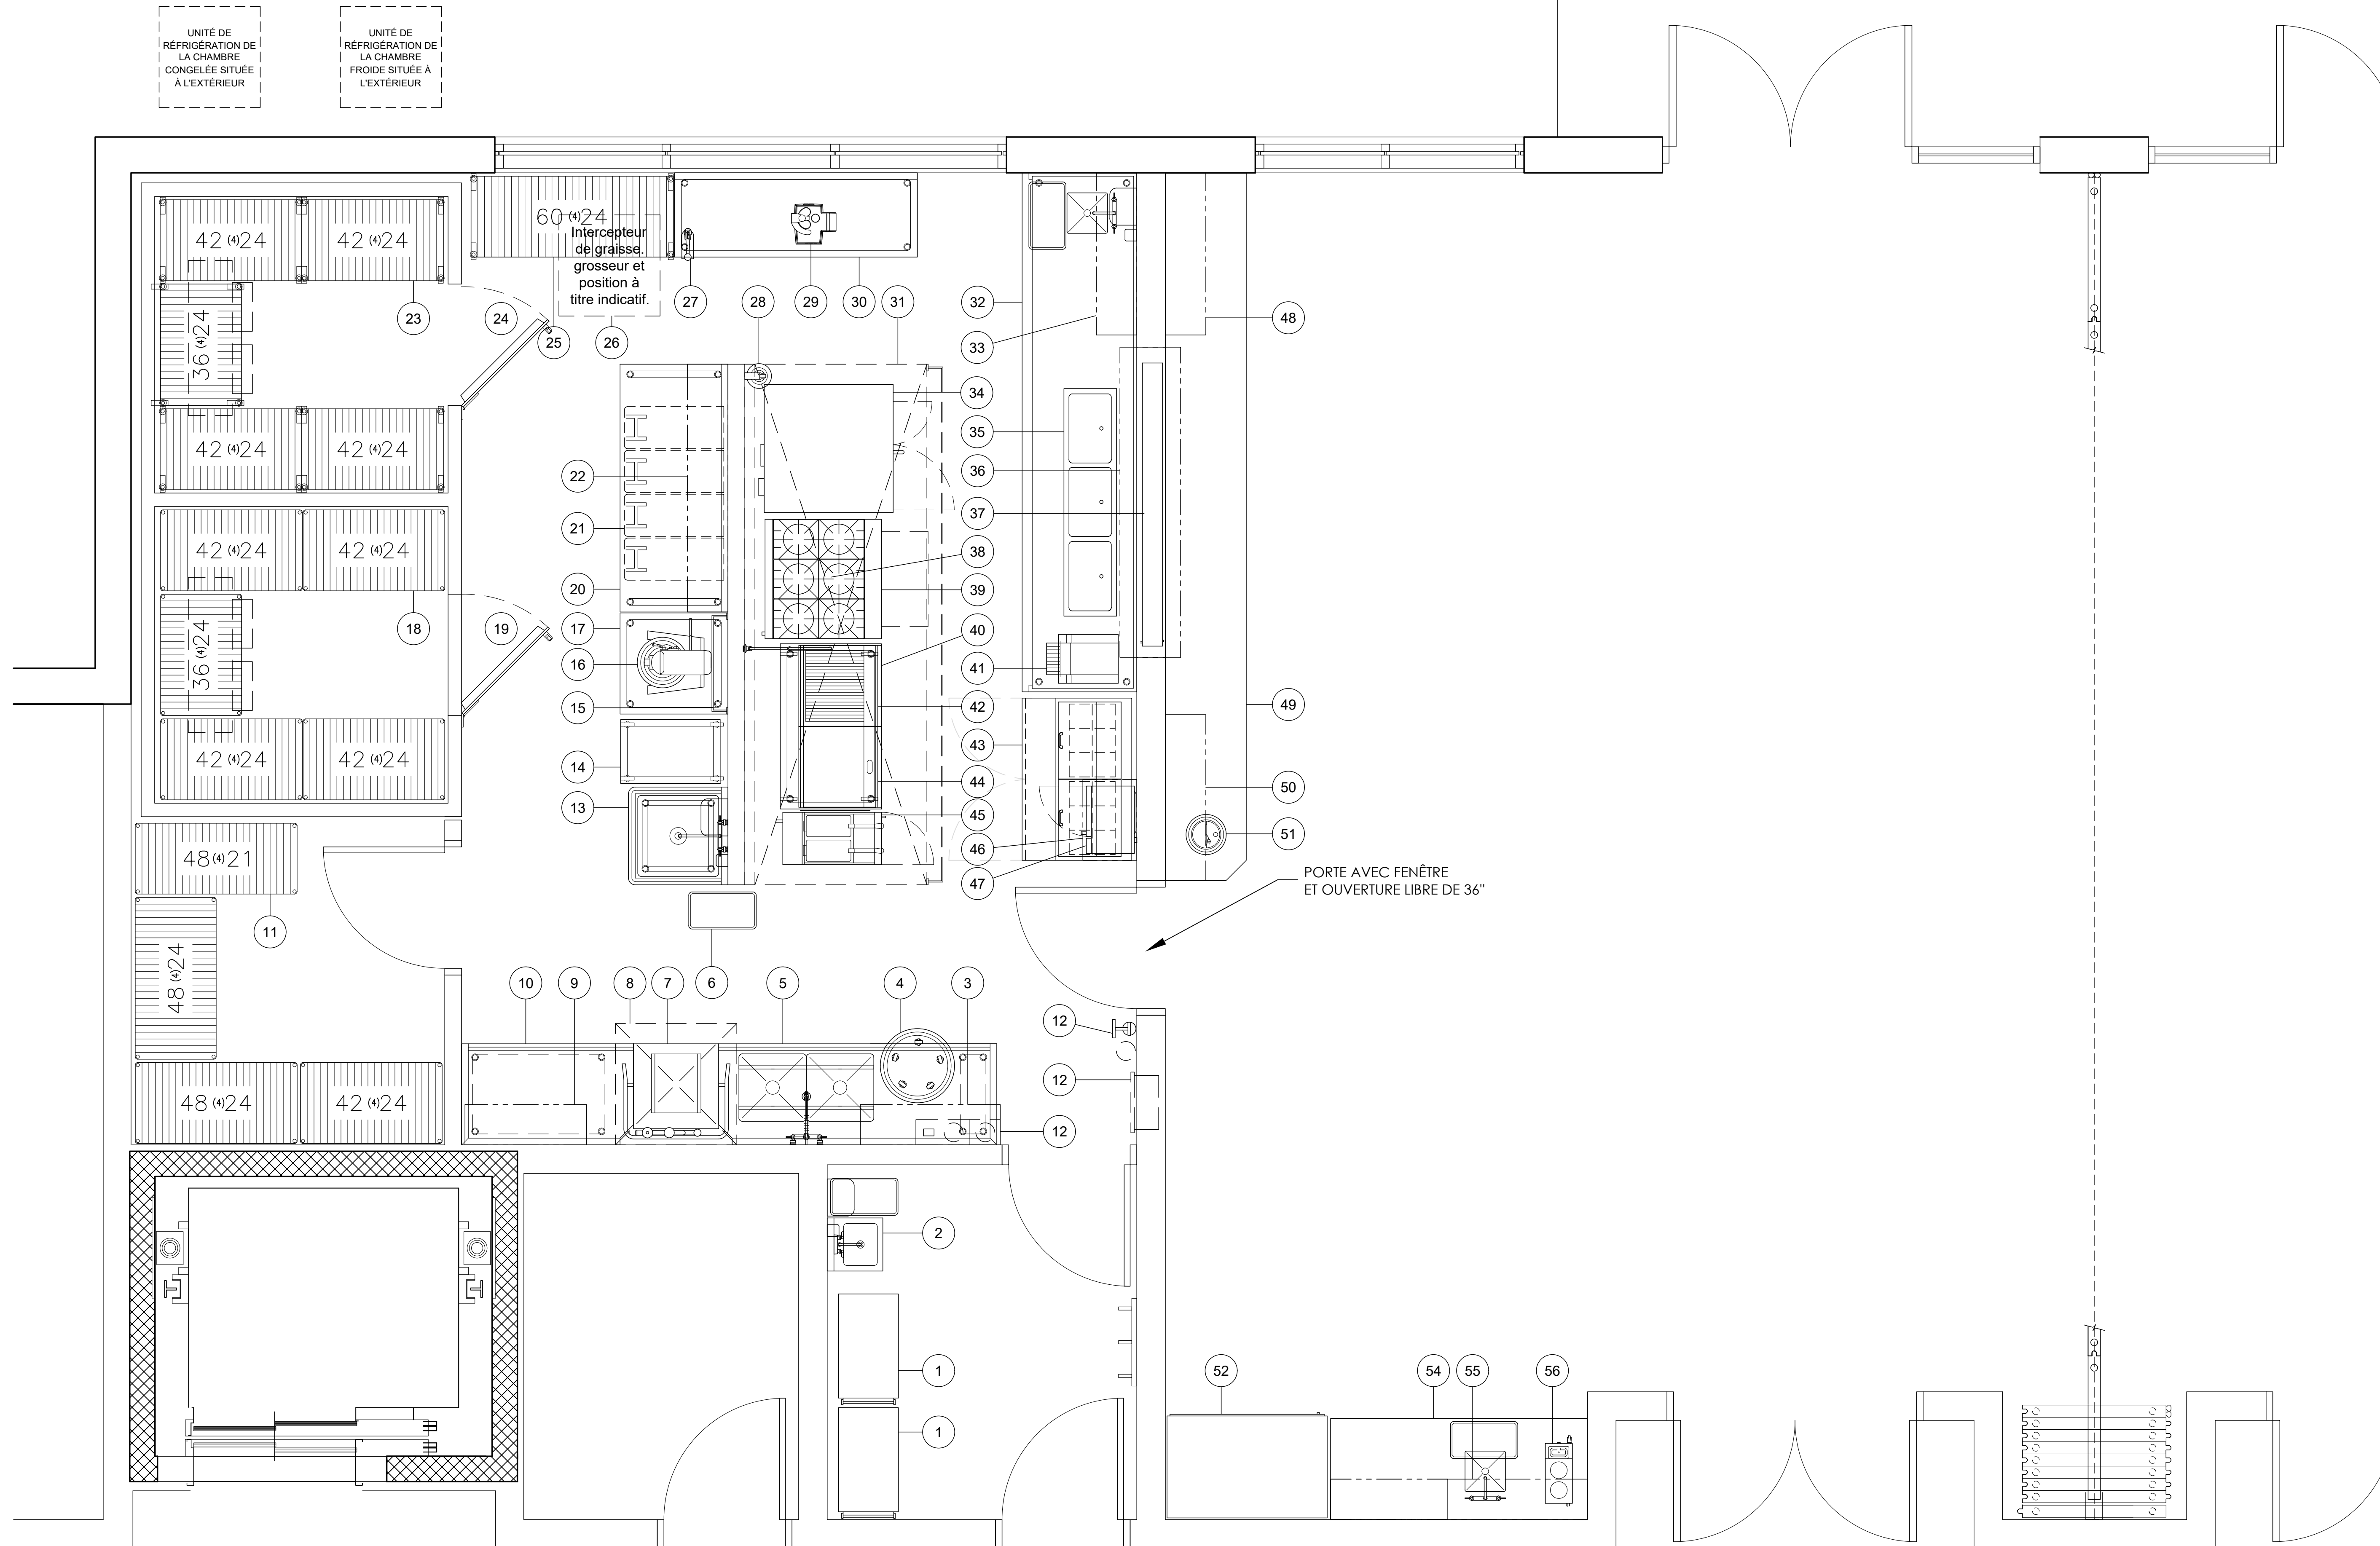 UNITÉ DE
RÉFRIGÉRATION DE
LA CHAMBRE
CONGELÉE SITUÉE
À L'EXTÉRIEUR
UNITÉ DE
RÉFRIGÉRATION DE
LA CHAMBRE
FROIDE SITUÉE À
L'EXTÉRIEUR
42 (4) 24
42 (4) 24
60 (4) 24
Intercepteur
de graisse.
grosseur et
position à
titre indicatif.
36 (4) 24
23
24
25
26
27
28
29
30
31
32
33
48
42 (4) 24
42 (4) 24
34
35
36
37
22
21
20
42 (4) 24
42 (4) 24
38
39
36 (4) 24
18
19
17
16
15
40
41
42
43
49
42 (4) 24
42 (4) 24
14
13
44
45
46
47
50
51
48 (4) 21
11
PORTE AVEC FENÊTRE
ET OUVERTURE LIBRE DE 36"
48 (4) 24
10
9
8
7
6
5
4
3
12
12
12
48 (4) 24
42 (4) 24
2
1
1
52
54
55
56